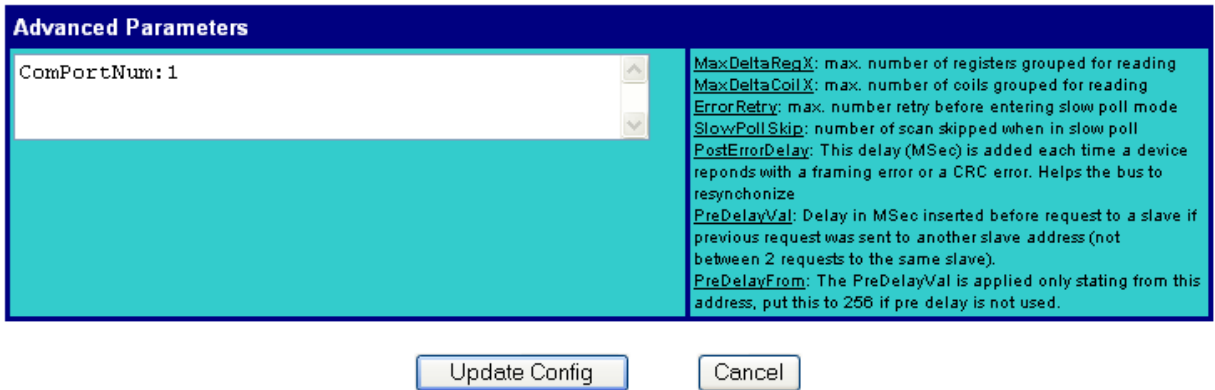 Advanced Parameters
ComPortNum:1
MaxDeltaRegX: max. number of registers grouped for reading
MaxDeltaCoilX: max. number of coils grouped for reading
ErrorRetry: max. number retry before entering slow poll mode
SlowPollSkip: number of scan skipped when in slow poll
PostErrorDelay: This delay (MSec) is added each time a device
reponds with a framing error or a CRC error. Helps the bus to
resynchonize
PreDelayVal: Delay in MSec inserted before request to a slave if
previous request was sent to another slave address (not
between 2 requests to the same slave).
PreDelayFrom: The PreDelayVal is applied only stating from this
address, put this to 256 if pre delay is not used.
Update Config
Cancel